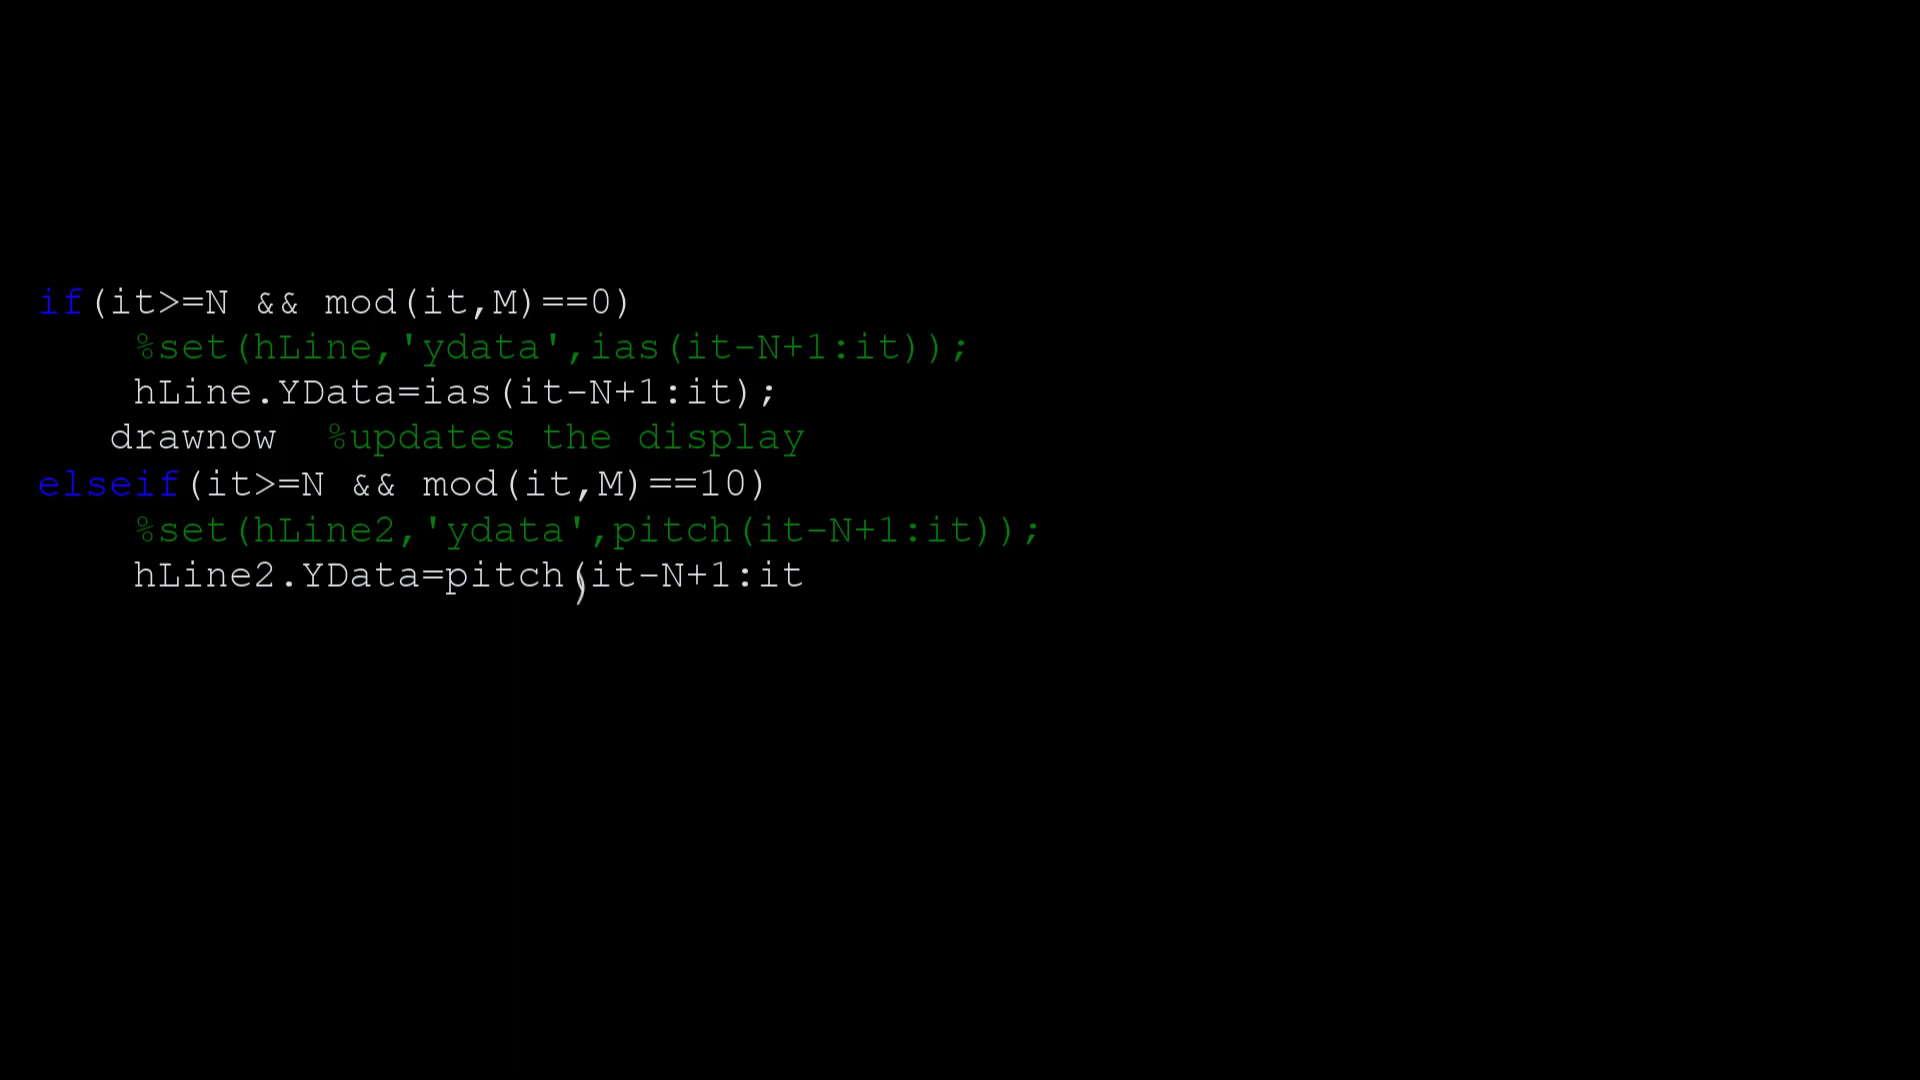 if(it>=N && mod(it,M)==0)
%set(hLine,'ydata',ias(it-N+1:it));
hLine.YData=ias(it-N+1:it);
drawnow %updates the display
elseif(it>=N && mod(it,M)==10)
%set(hLine2,'ydata',pitch(it-N+1:it));
hLine2.YData=pitch(it-N+1:it